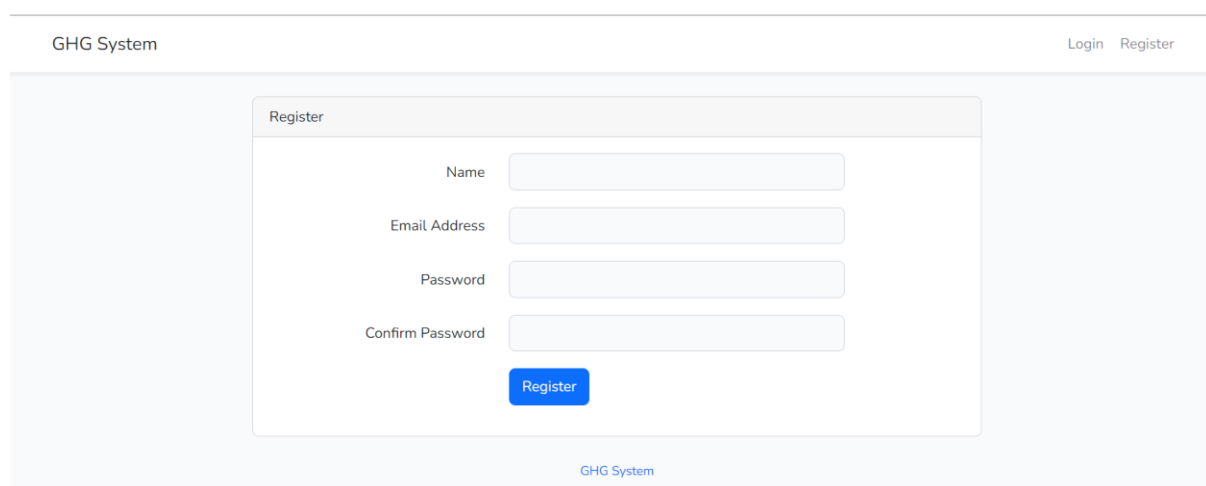 GHG System
Login Register
Register
Name
Email Address
Password
Confirm Password
Register
GHG System